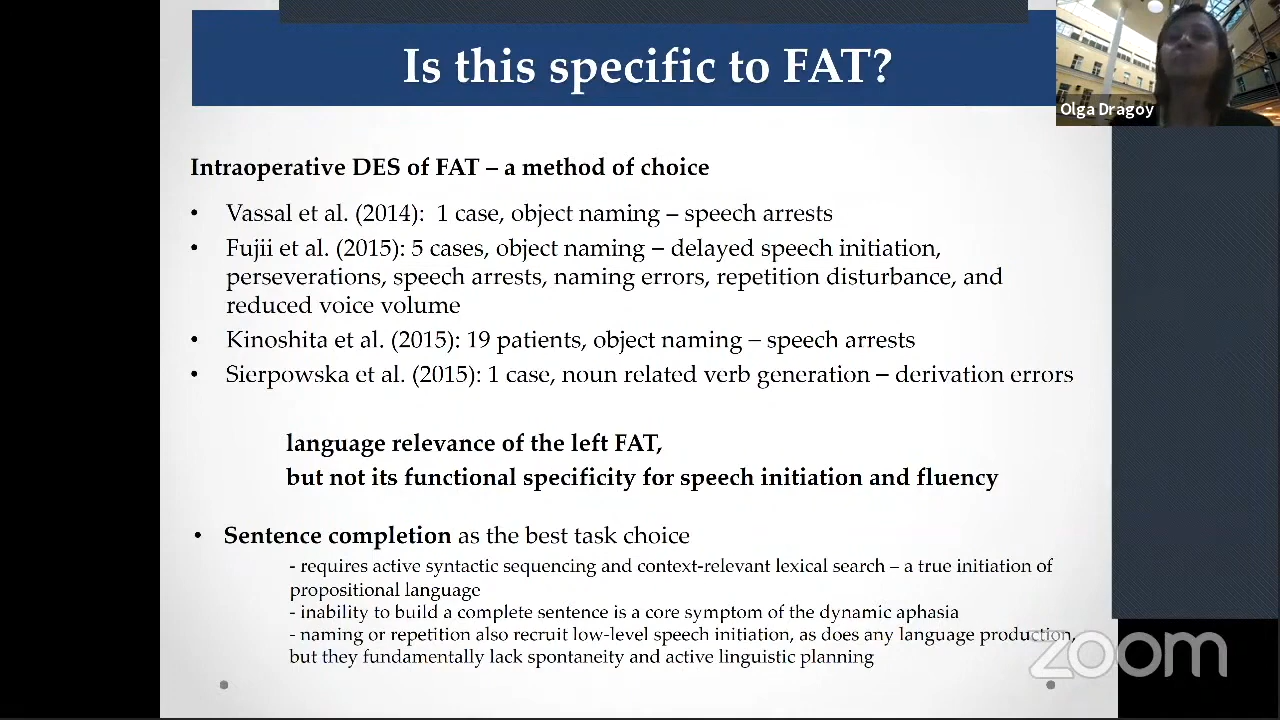 Is this specific to FAT?
Olga Dragoy
Intraoperative DES of FAT – a method of choice
• Vassal et al. (2014): 1 case, object naming – speech arrests
• Fujii et al. (2015): 5 cases, object naming – delayed speech initiation,
perseverations, speech arrests, naming errors, repetition disturbance, and
reduced voice volume
• Kinoshita et al. (2015): 19 patients, object naming – speech arrests
• Sierpowska et al. (2015): 1 case, noun related verb generation – derivation errors
language relevance of the left FAT,
but not its functional specificity for speech initiation and fluency
• Sentence completion as the best task choice
- requires active syntactic sequencing and context-relevant lexical search – a true initiation of
propositional language
- inability to build a complete sentence is a core symptom of the dynamic aphasia
- naming or repetition also recruit low-level speech initiation, as does any language production,
but they fundamentally lack spontaneity and active linguistic planning
zoom